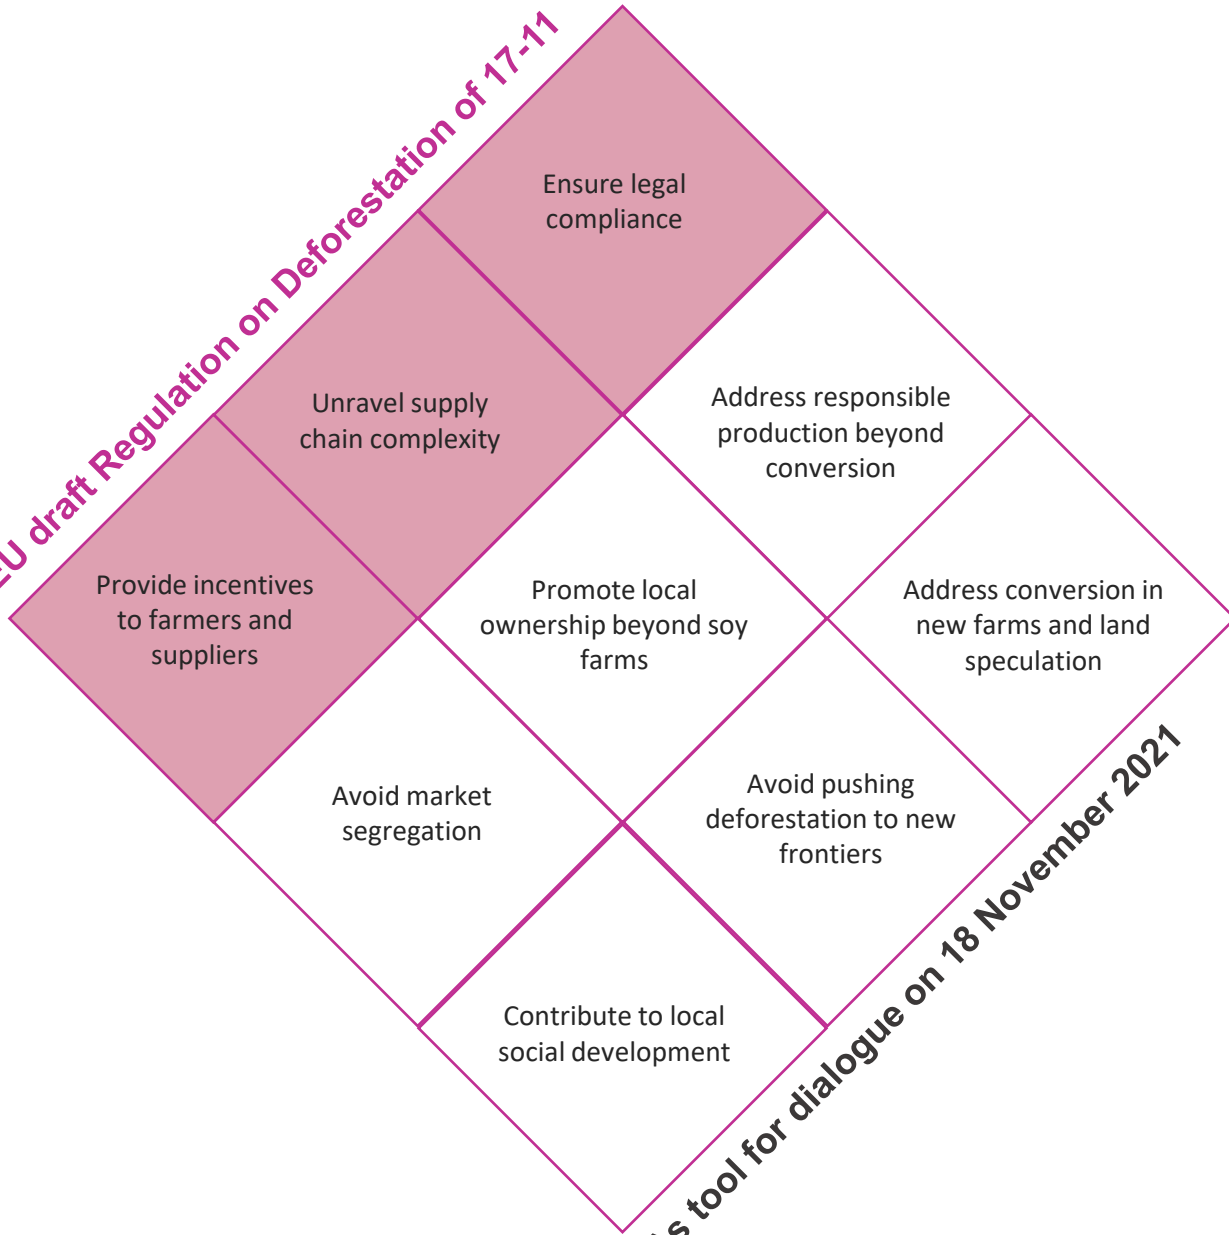 EU draft Regulation on Deforestation of 17-11
Ensure legal
compliance
Unravel supply
chain complexity
Address responsible
production beyond
conversion
Provide incentives
to farmers and
suppliers
Promote local
ownership beyond soy
farms
Address conversion in
new farms and land
speculation
Avoid market
segregation
Avoid pushing
deforestation to new
frontiers
Contribute to local
social development
As tool for dialogue on 18 November 2021